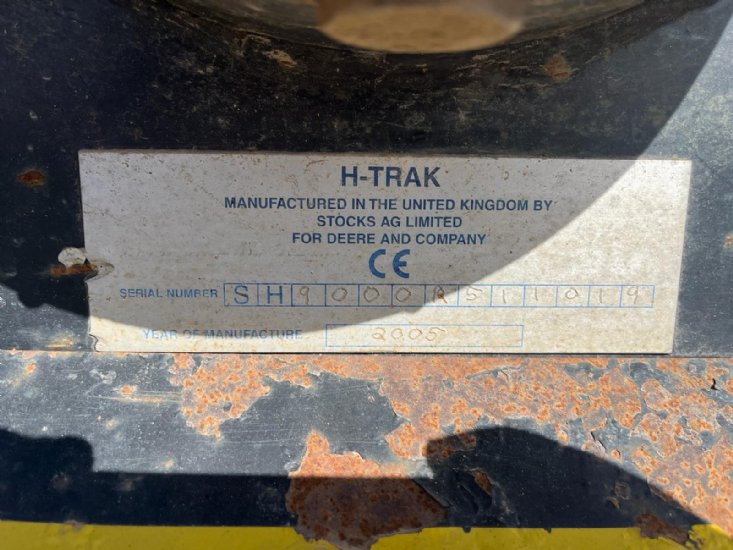 H-TRAK
MANUFACTURED IN THE UNITED KINGDOM BY
STOCKS AG LIMITED
FOR DEERE AND COMPANY
CE
SERIAL NUMBER SH9000R511019
YEAR OF MANUFACTURE 2005